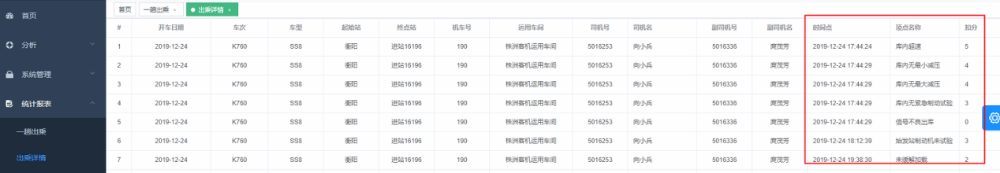 首页
分析
系统管理
统计报表
一趟出乘
出乘详情
首页 一趟出乘 × 出乘详情 ×
# 开车日期 车次 车型 起始站 终点站 机车号 运用车间 司机号 司机名 副司机号 副司机名 时间点 项点名称 扣分
1 2019-12-24 K760 SS8 衡阳 进站16196 190 株洲客机运用车间 5016253 向小兵 5016336 庹茂芳 2019-12-24 17:44:24 库内超速 5
2 2019-12-24 K760 SS8 衡阳 进站16196 190 株洲客机运用车间 5016253 向小兵 5016336 庹茂芳 2019-12-24 17:44:29 库内无最小减压 4
3 2019-12-24 K760 SS8 衡阳 进站16196 190 株洲客机运用车间 5016253 向小兵 5016336 庹茂芳 2019-12-24 17:44:29 库内无最大减压 4
4 2019-12-24 K760 SS8 衡阳 进站16196 190 株洲客机运用车间 5016253 向小兵 5016336 庹茂芳 2019-12-24 17:44:29 库内无紧急制动试验 3
5 2019-12-24 K760 SS8 衡阳 进站16196 190 株洲客机运用车间 5016253 向小兵 5016336 庹茂芳 2019-12-24 17:44:29 信号不良出库 0
6 2019-12-24 K760 SS8 衡阳 进站16196 190 株洲客机运用车间 5016253 向小兵 5016336 庹茂芳 2019-12-24 18:12:39 始发站制动机未试验 3
7 2019-12-24 K760 SS8 衡阳 进站16196 190 株洲客机运用车间 5016253 向小兵 5016336 庹茂芳 2019-12-24 19:38:30 未缓解加载 2